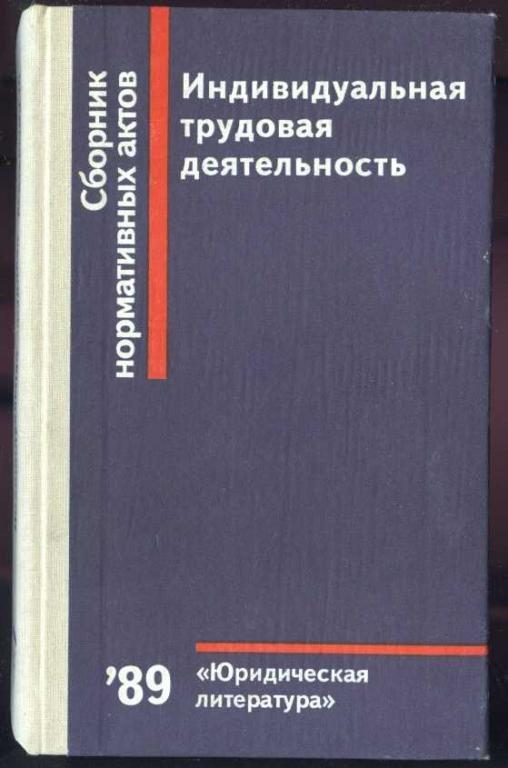 Сборник
нормативных актов
Индивидуальная
трудовая
деятельность
'89
«Юридическая
литература»